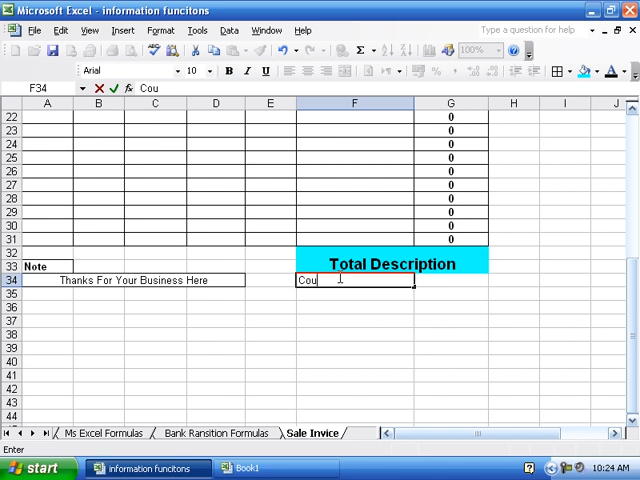 Microsoft Excel - information funcitons
File Edit View Insert Format Tools Data Window Help Type a question for help
Σ 100%
Arial 10 B I U % A
F34 fx Cou
A B C D E F G H I J
22 0
23 0
24 0
25 0
26 0
27 0
28 0
29 0
30 0
31 0
32
33 Note Total Description
34 Thanks For Your Business Here Cou
35
36
37
38
39
40
41
42
43
44
Ms Excel Formulas Bank Ransition Formulas Sale Invice
Enter
start information funcitons Book1 10:24 AM